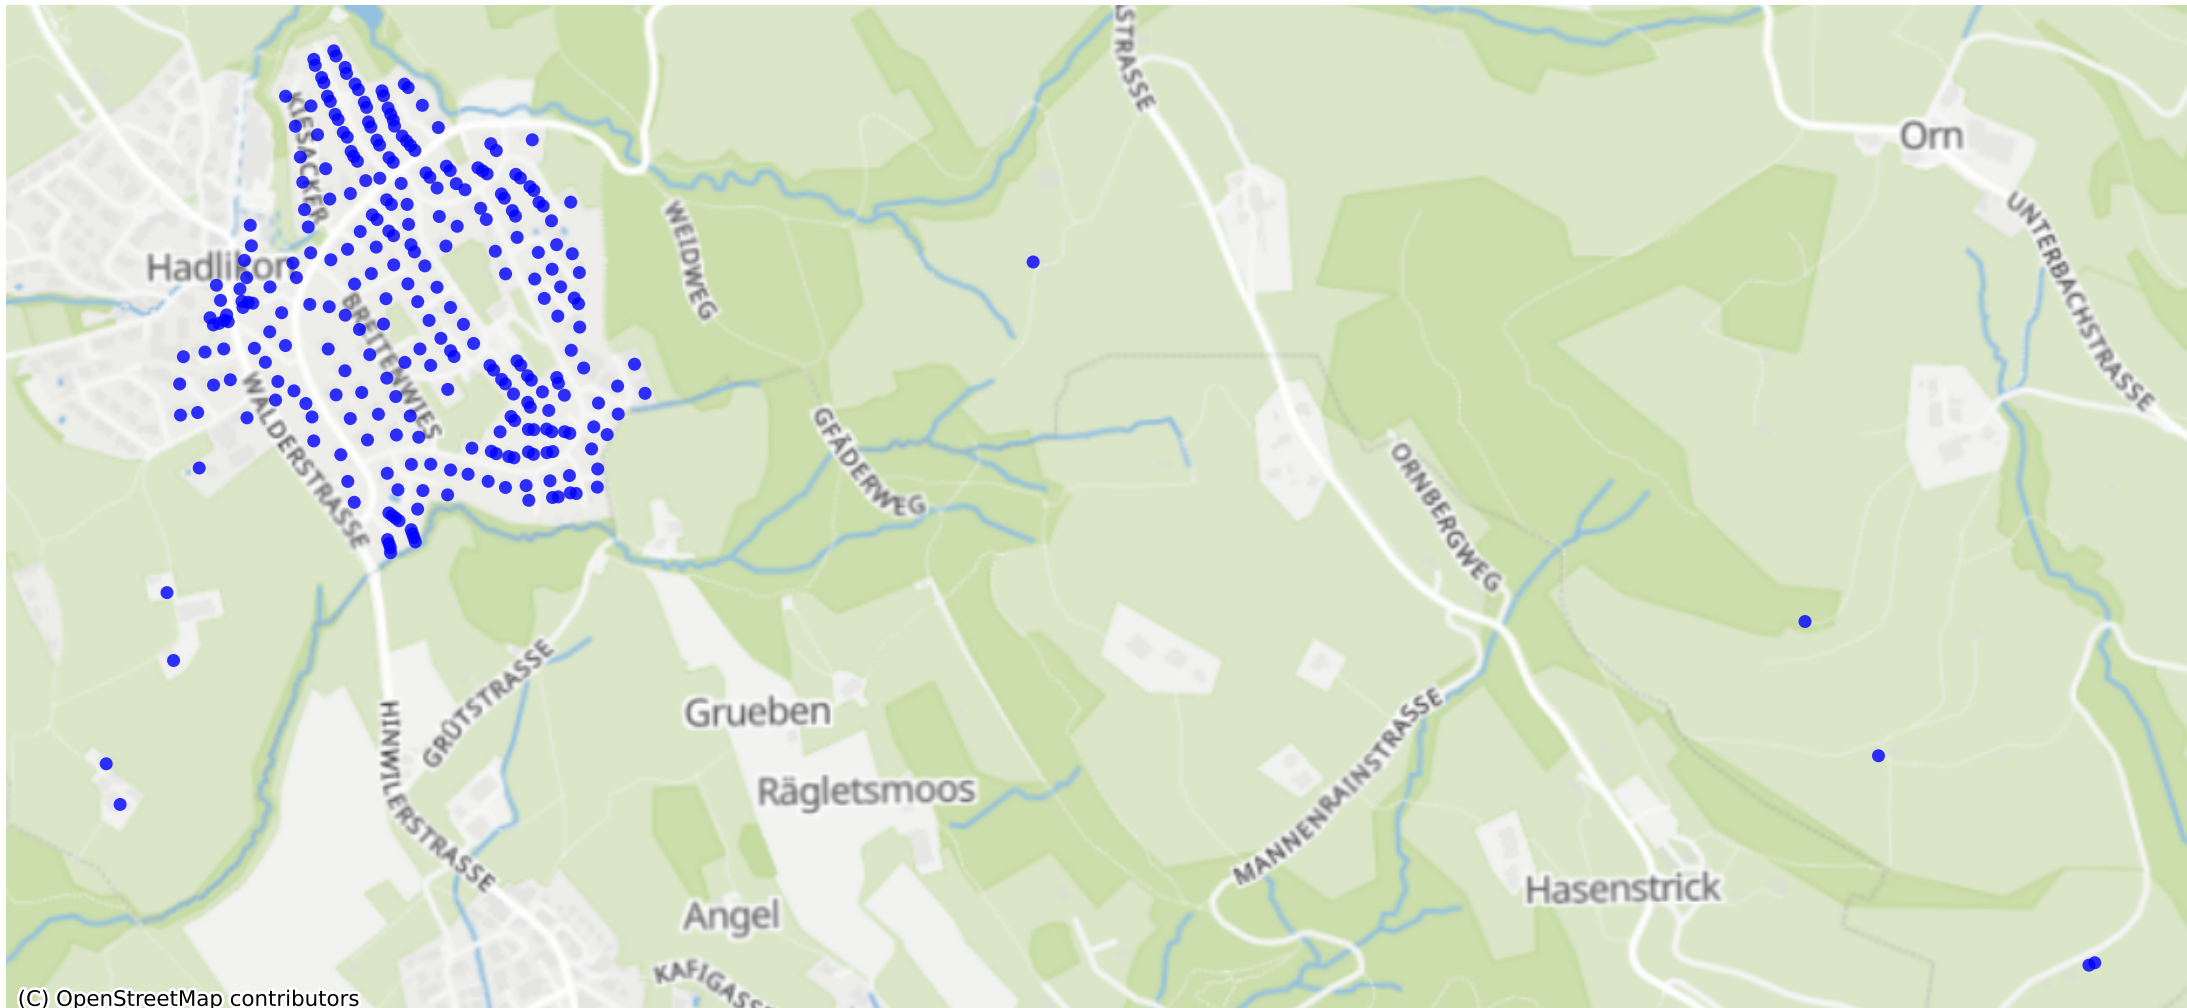 STRASSE
Orn
KIESACKER
UNTERBACHSTRASSE
WEIDWEG
Hadlikon
BREITENWIES
WALDERSTRASSE
GFÄDERWEG
ORNBERGWEG
GRÜTSTRASSE
HINWILERSTRASSE
Grueben
MANNENRAINSTRASSE
Rägletsmoos
Hasenstrick
Angel
KAFIGASS
(C) OpenStreetMap contributors